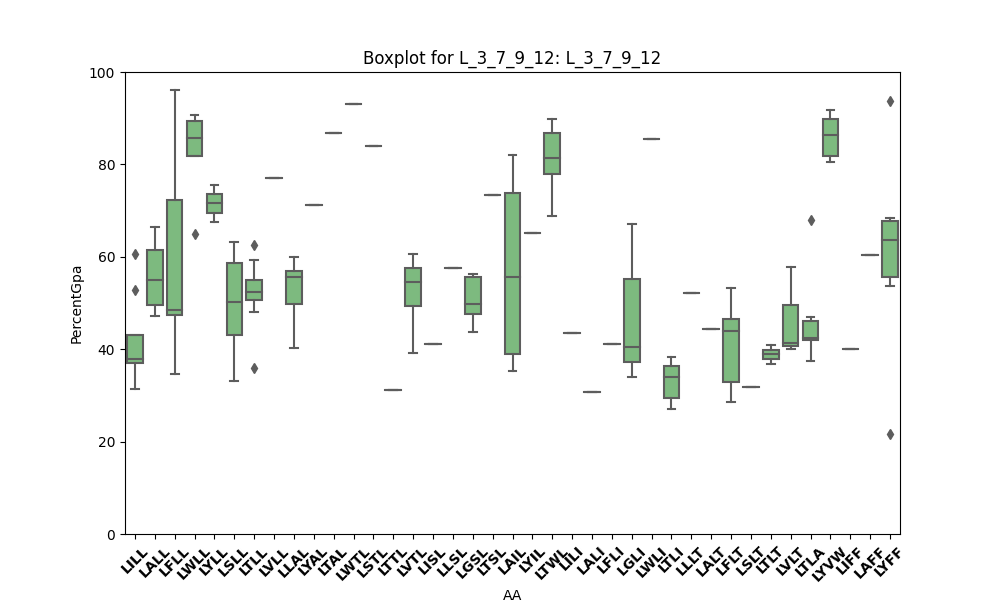 Boxplot for L_3_7_9_12: L_3_7_9_12
100
80
60
40
20
0
PercentGpa
LILL LALL LFLL LWLL LYLL LSLL LTLL LVLL LLAL LYAL LTAL LWTL LSTL LTTL LVTL LISL LLSL LGSL LTSL LAIL LYIL LTWL LILI LALI LFLI LGLI LWLI LTLI LLLT LALT LFLT LSLT LTLT LVLT LTLA LYVW LIFF LAFF LYFF
AA